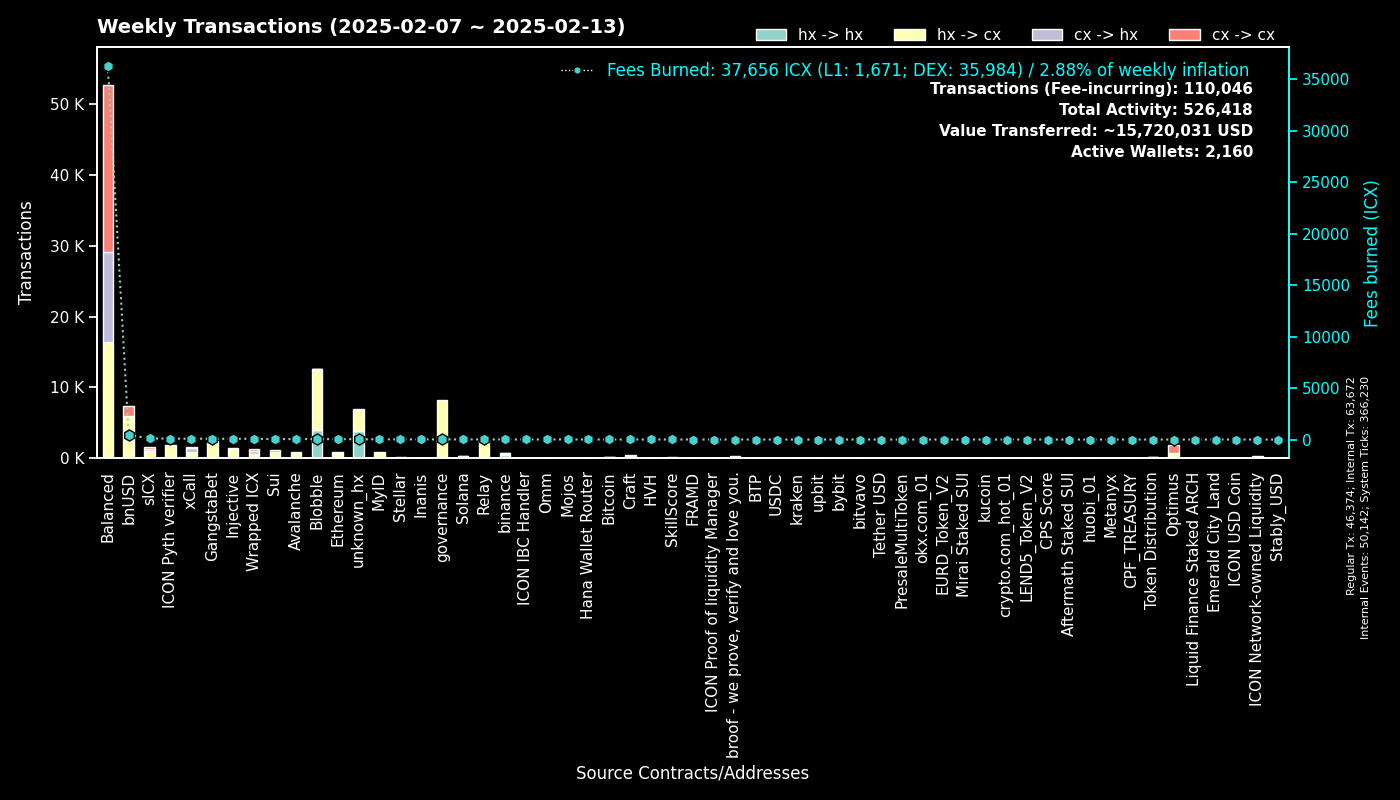 Weekly Transactions (2025-02-07 ~ 2025-02-13)
hx -> hx
hx -> cx
cx -> hx
cx -> cx
Fees Burned: 37,656 ICX (L1: 1,671; DEX: 35,984) / 2.88% of weekly inflation
Transactions (Fee-incurring): 110,046
Total Activity: 526,418
Value Transferred: ~15,720,031 USD
Active Wallets: 2,160
Transactions
50 K
40 K
30 K
20 K
10 K
0 K
35000
30000
25000
20000
15000
10000
5000
0
Fees burned (ICX)
Regular Tx: 46,374; Internal Tx: 63,672
Internal Events: 50,142; System Ticks: 366,230
Balanced
bnUSD
sICX
ICON Pyth verifier
xCall
GangstaBet
Injective
Wrapped ICX
Sui
Avalanche
Blobble
Ethereum
unknown_hx
MyID
Stellar
Inanis
governance
Solana
Relay
binance
ICON IBC Handler
Omm
Mojos
Hana Wallet Router
Bitcoin
Craft
HVH
SkillScore
FRAMD
ICON Proof of liquidity Manager
broof - we prove, verify and love you.
BTP
USDC
kraken
upbit
bybit
bitvavo
Tether USD
PresaleMultiToken
okx.com_01
EURD_Token_V2
Mirai Staked SUI
kucoin
crypto.com_hot_01
LEND5_Token_V2
CPS Score
Aftermath Staked SUI
huobi_01
Metanyx
CPF_TREASURY
Token Distribution
Optimus
Liquid Finance Staked ARCH
Emerald City Land
ICON USD Coin
ICON Network-owned Liquidity
Stably_USD
Source Contracts/Addresses